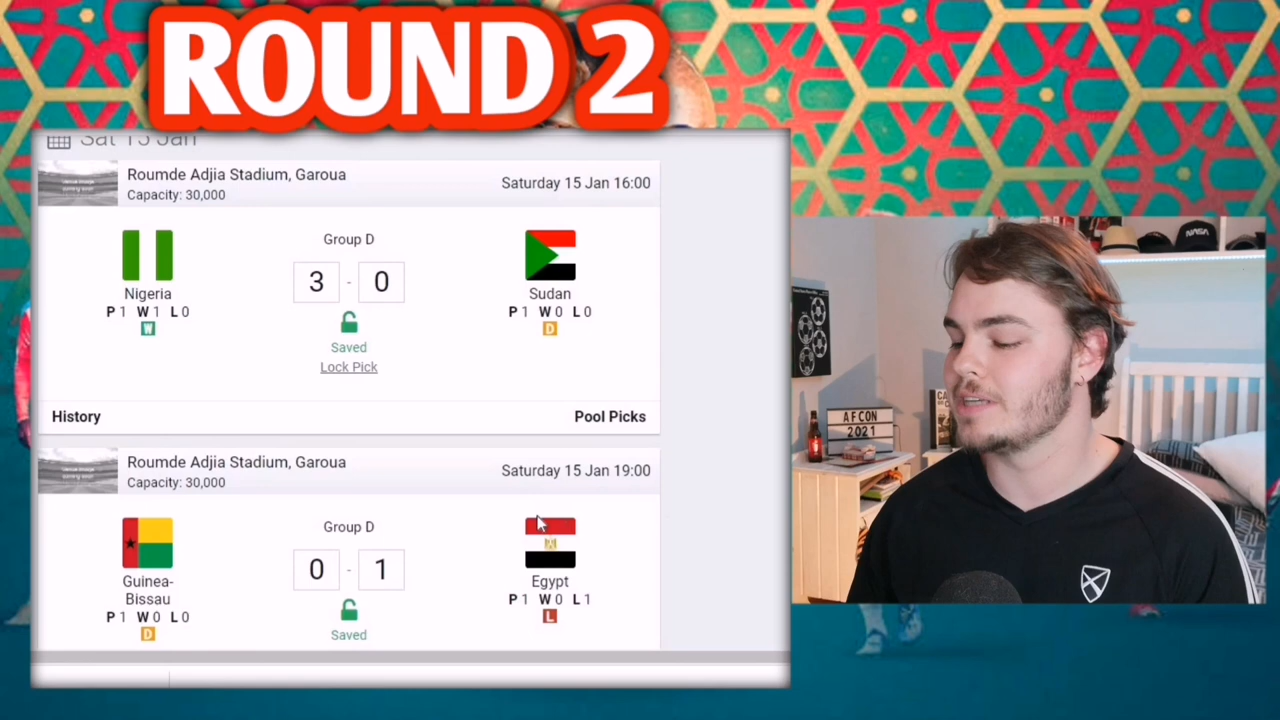 ROUND 2
Sat 15 Jan
Roumde Adjia Stadium, Garoua
Capacity: 30,000
Saturday 15 Jan 16:00
Group D
3 - 0
Nigeria
P 1 W 1 L 0
W
Sudan
P 1 W 0 L 0
D
Saved
Lock Pick
History
Pool Picks
Roumde Adjia Stadium, Garoua
Capacity: 30,000
Saturday 15 Jan 19:00
Group D
0 - 1
Guinea-
Bissau
P 1 W 0 L 0
D
Egypt
P 1 W 0 L 1
L
Saved
NASA
AFCON
2021